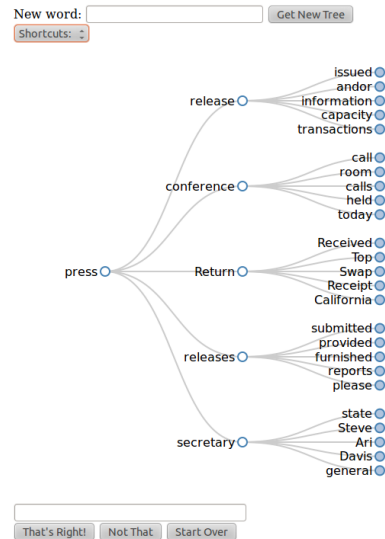 New word: Get New Tree
Shortcuts:
issued
andor
release information
capacity
transactions
call
room
conference calls
held
today
Received
Top
press Return Swap
Receipt
California
submitted
provided
releases furnished
reports
please
state
Steve
secretary Ari
Davis
general
That's Right! Not That Start Over